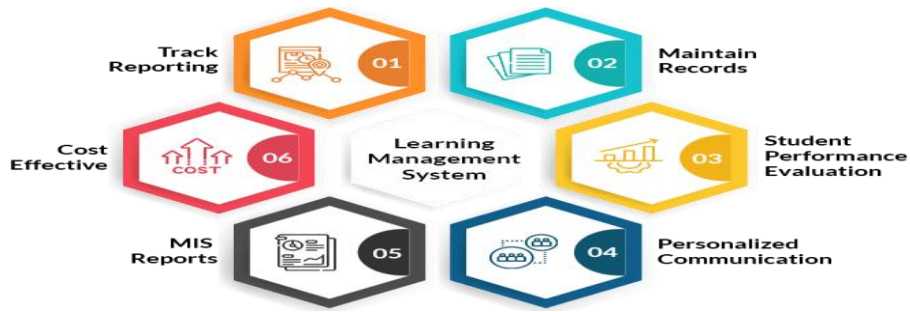 Track
Reporting
01
02
Maintain
Records
Cost
Effective
COST
06
Learning
Management
System
03
Student
Performance
Evaluation
MIS
Reports
05
04
Personalized
Communication